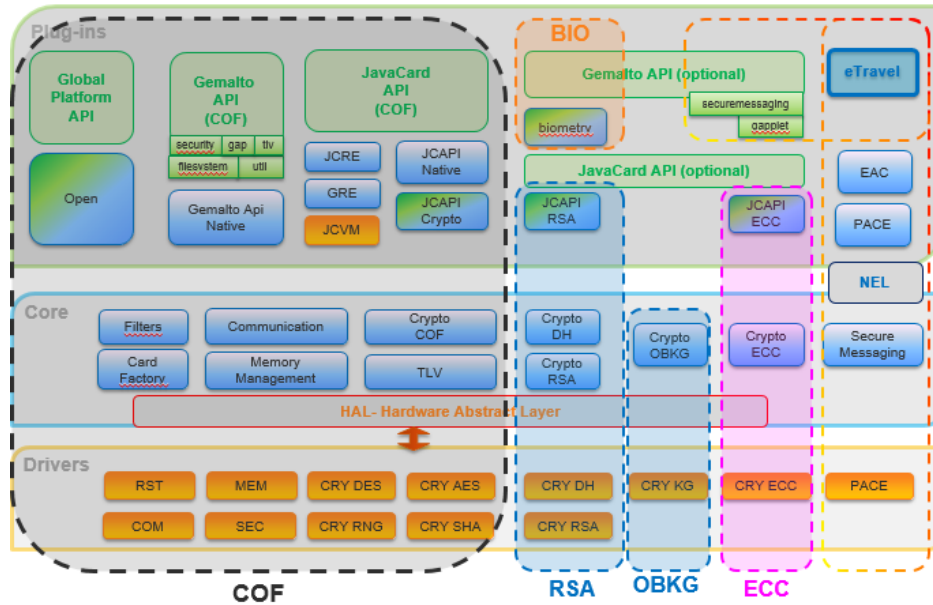 Plug-ins
BIO
Global
Platform
API
Gemalto
API
(COF)
JavaCard
API
(COF)
Gemalto API (optional)
eTravel
securemessaging
gapplet
security
gap
tlv
filesystem
util
biometry
JCRE
JCAPI
Native
JavaCard API (optional)
EAC
Open
GRE
Gemalto Api
Native
JCAPI
Crypto
JCAPI
RSA
JCAPI
ECC
PACE
JCVM
NEL
Core
Filters
Communication
Crypto
COF
Crypto
DH
Crypto
OBKG
Crypto
ECC
Secure
Messaging
Card
Factory
Memory
Management
TLV
Crypto
RSA
HAL- Hardware Abstract Layer
Drivers
RST
MEM
CRY DES
CRY AES
CRY DH
CRY KG
CRY ECC
PACE
COM
SEC
CRY RNG
CRY SHA
CRY RSA
COF
RSA
OBKG
ECC